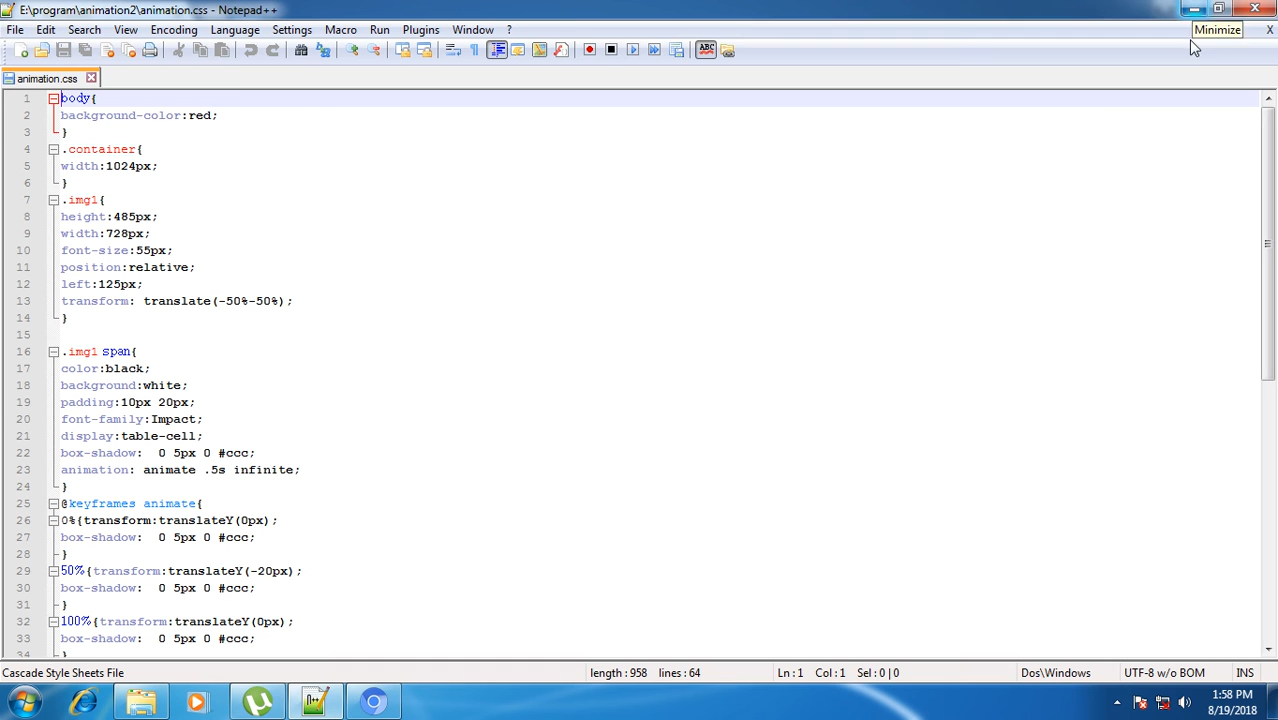 E:\program\animation2\animation.css - Notepad++
File Edit Search View Encoding Language Settings Macro Run Plugins Window ? X
Minimize
ABC
animation.css
1 body{
2 background-color:red;
3 }
4 .container{
5 width:1024px;
6 }
7 .img1{
8 height:485px;
9 width:728px;
10 font-size:55px;
11 position:relative;
12 left:125px;
13 transform: translate(-50%-50%);
14 }
15
16 .img1 span{
17 color:black;
18 background:white;
19 padding:10px 20px;
20 font-family:Impact;
21 display:table-cell;
22 box-shadow:  0 5px 0 #ccc;
23 animation: animate .5s infinite;
24 }
25 @keyframes animate{
26 0%{transform:translateY(0px);
27 box-shadow:  0 5px 0 #ccc;
28 }
29 50%{transform:translateY(-20px);
30 box-shadow:  0 5px 0 #ccc;
31 }
32 100%{transform:translateY(0px);
33 box-shadow:  0 5px 0 #ccc;
34 }
Cascade Style Sheets File length : 958 lines : 64 Ln : 1 Col : 1 Sel : 0 | 0 Dos\Windows UTF-8 w/o BOM INS
1:58 PM
8/19/2018